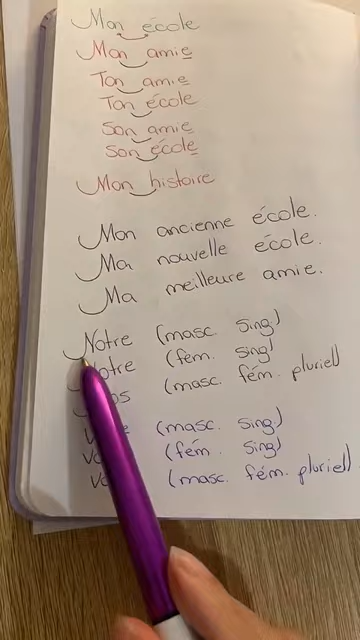 Mon école
Mon amie
Ton amie
Ton école
Son amie
Son école
Mon histoire
Mon ancienne école.
Ma nouvelle école.
Ma meilleure amie.
Notre (masc. sing)
(fém. sing)
(masc. fém. pluriel)
(masc. sing)
(fém. sing)
(masc. fém. pluriel)